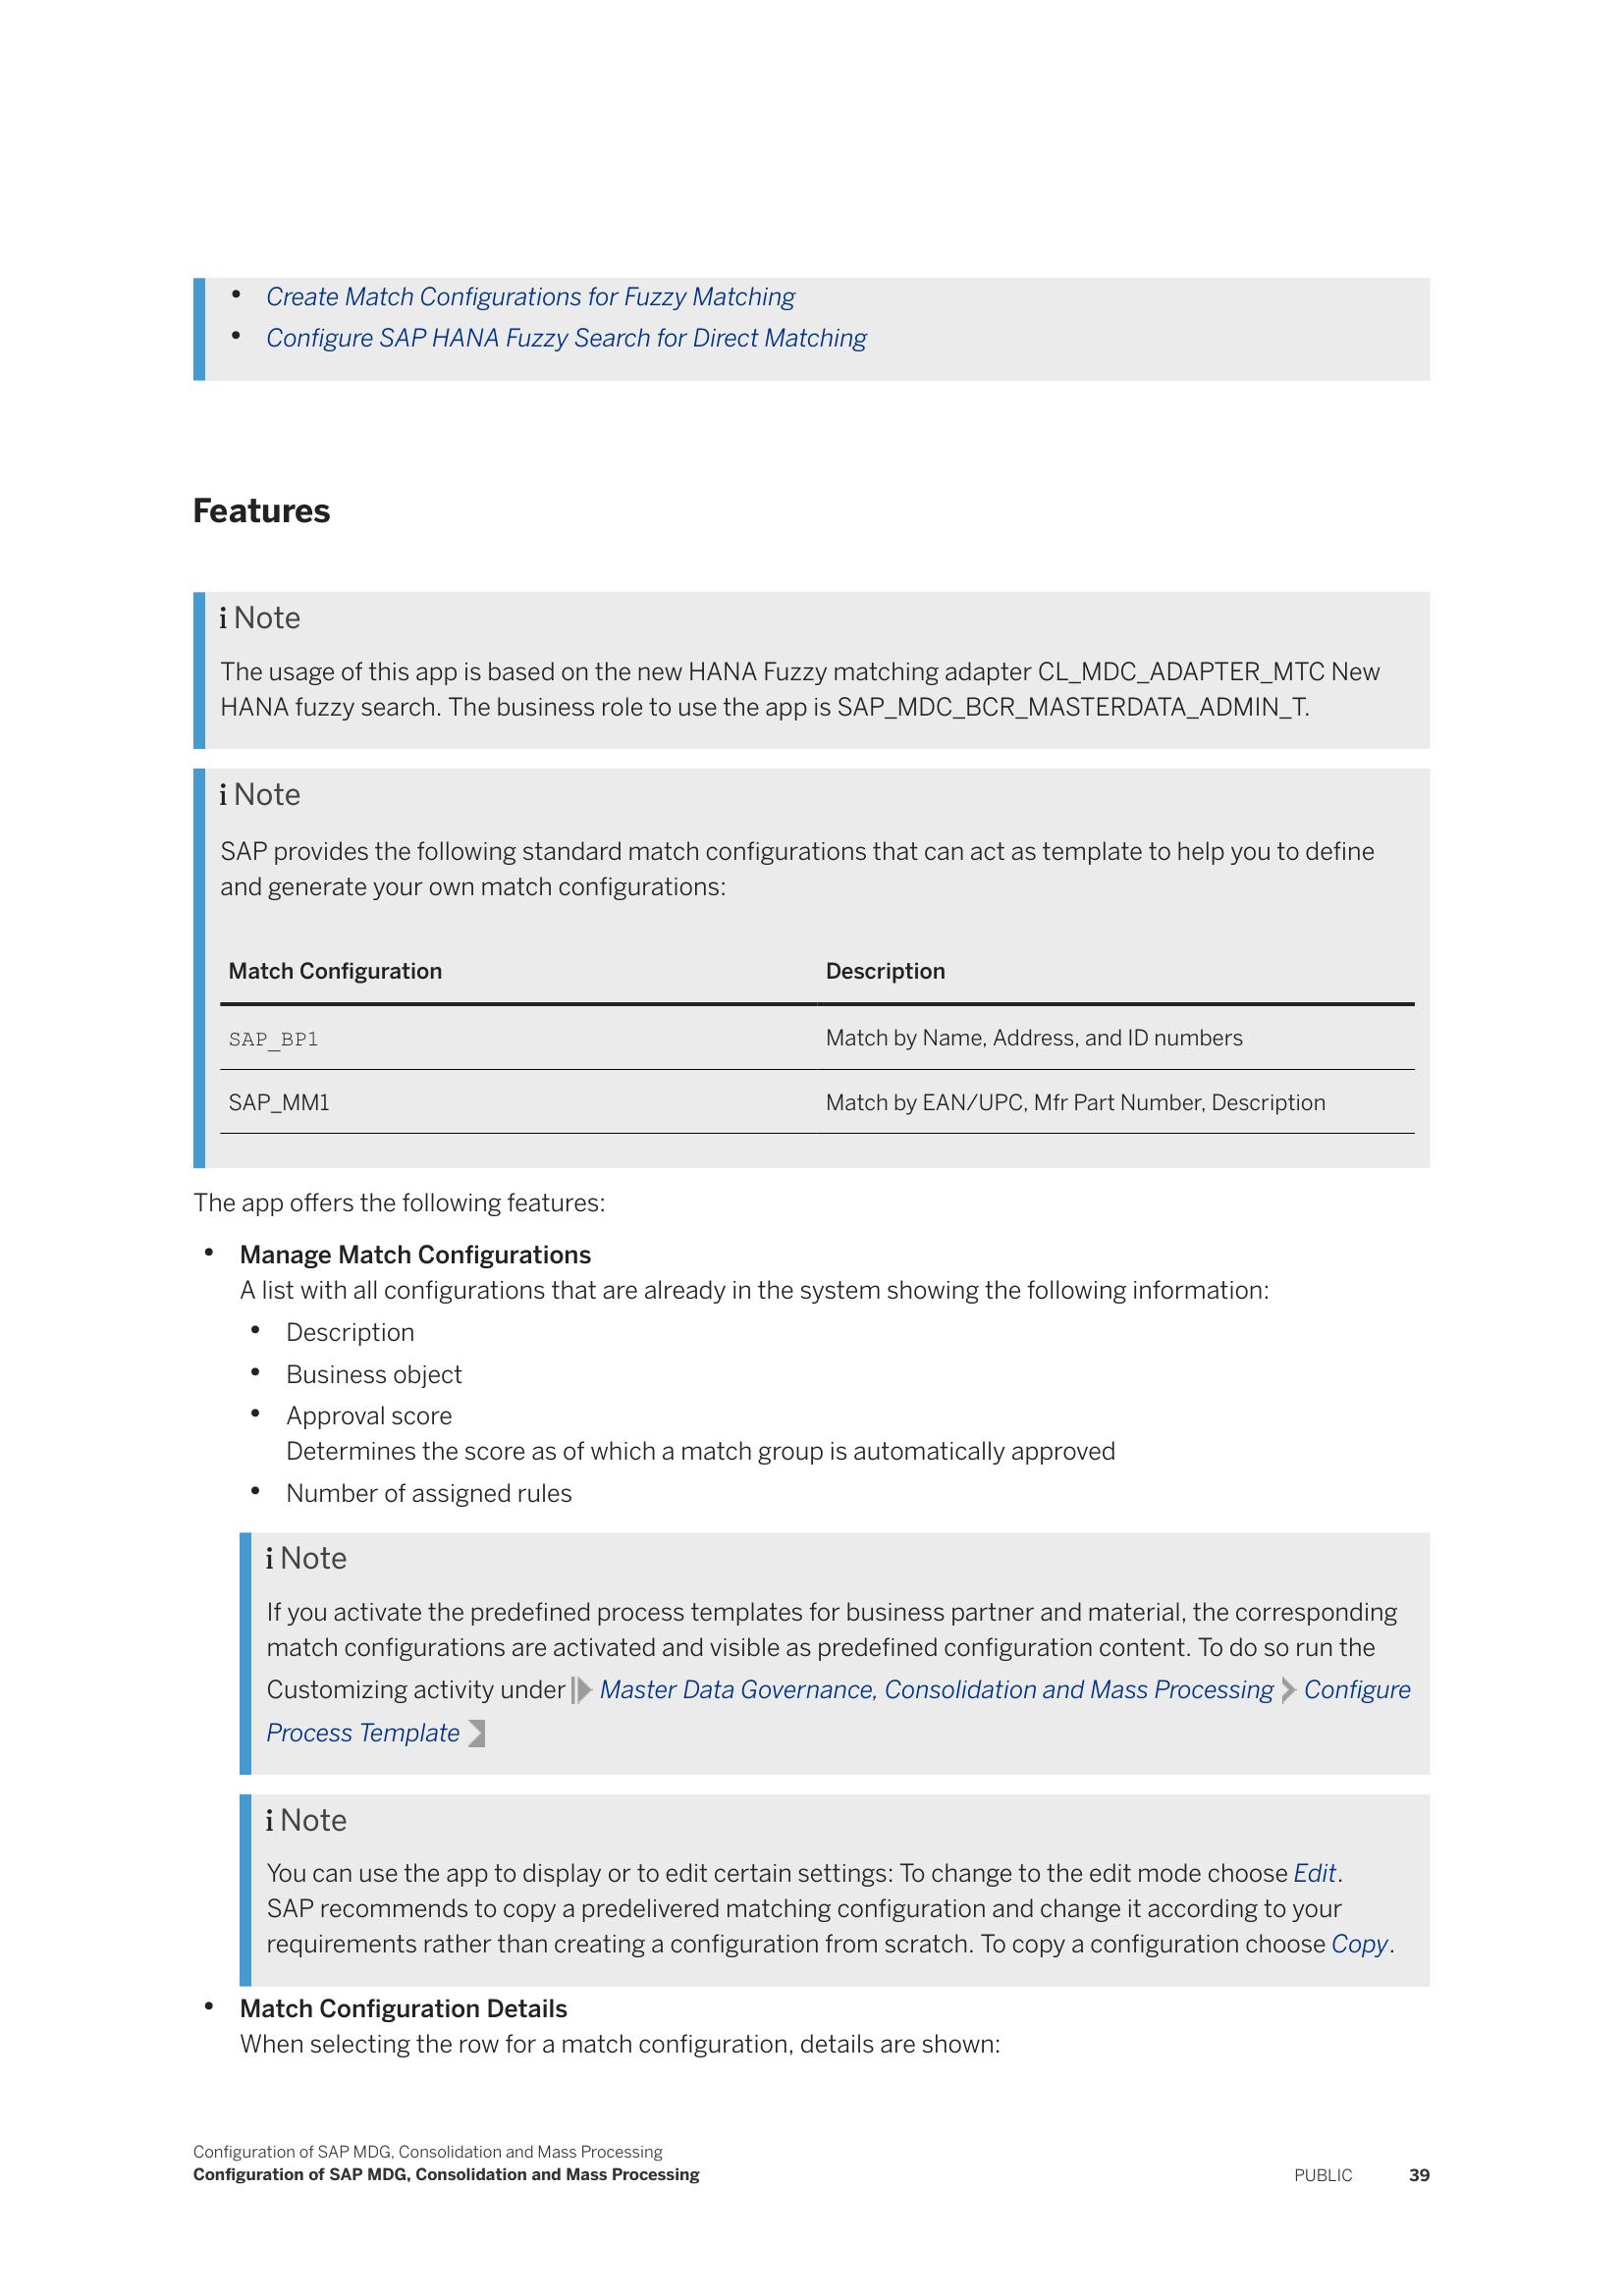 • Create Match Configurations for Fuzzy Matching
• Configure SAP HANA Fuzzy Search for Direct Matching
Features
i Note
The usage of this app is based on the new HANA Fuzzy matching adapter CL_MDC_ADAPTER_MTC New
HANA fuzzy search. The business role to use the app is SAP_MDC_BCR_MASTERDATA_ADMIN_T.
i Note
SAP provides the following standard match configurations that can act as template to help you to define
and generate your own match configurations:
Match Configuration Description
SAP_BP1 Match by Name, Address, and ID numbers
SAP_MM1 Match by EAN/UPC, Mfr Part Number, Description
The app offers the following features:
• Manage Match Configurations
A list with all configurations that are already in the system showing the following information:
• Description
• Business object
• Approval score
Determines the score as of which a match group is automatically approved
• Number of assigned rules
i Note
If you activate the predefined process templates for business partner and material, the corresponding
match configurations are activated and visible as predefined configuration content. To do so run the
Customizing activity under Master Data Governance, Consolidation and Mass Processing Configure
Process Template
i Note
You can use the app to display or to edit certain settings: To change to the edit mode choose Edit.
SAP recommends to copy a predelivered matching configuration and change it according to your
requirements rather than creating a configuration from scratch. To copy a configuration choose Copy.
• Match Configuration Details
When selecting the row for a match configuration, details are shown:
Configuration of SAP MDG, Consolidation and Mass Processing
Configuration of SAP MDG, Consolidation and Mass Processing PUBLIC 39